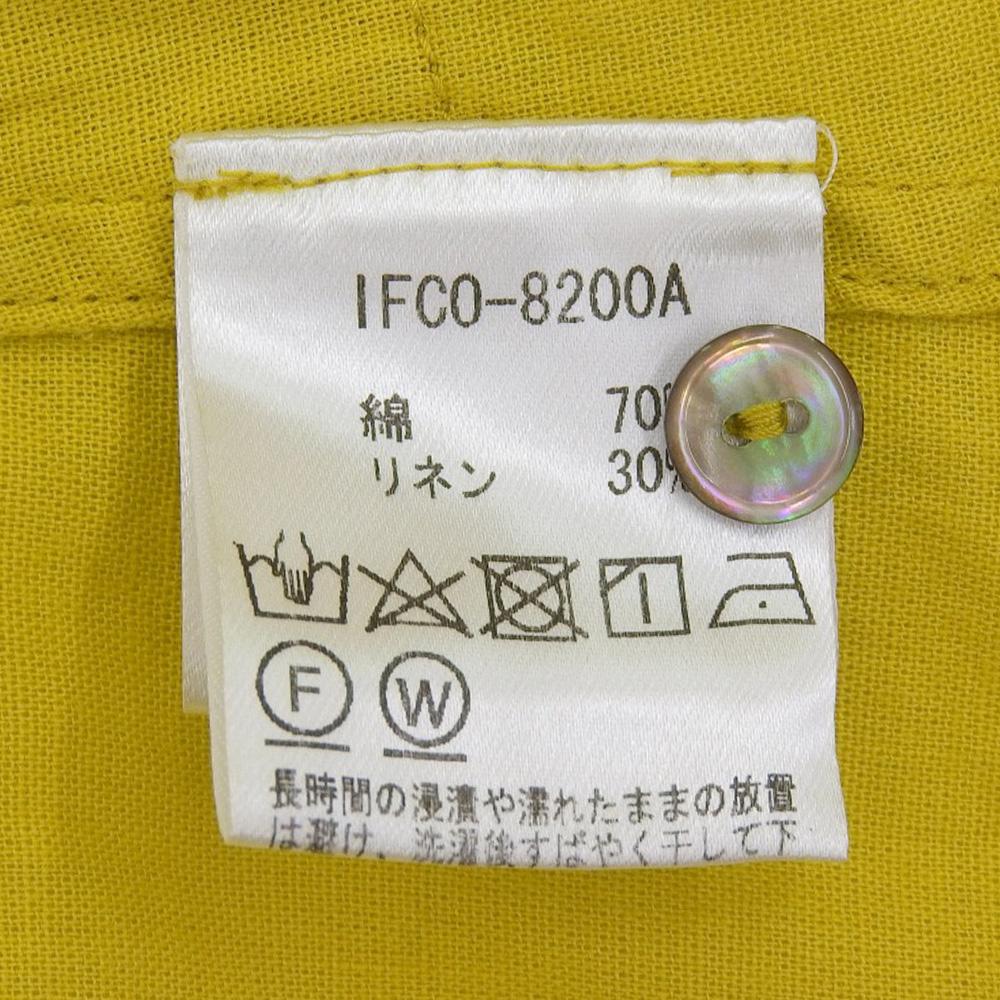 IFCO-8200A
綿 70%
リネン 30%
F W
長時間の浸漬や濡れたままの放置
は避け、洗濯後すばやく干して下